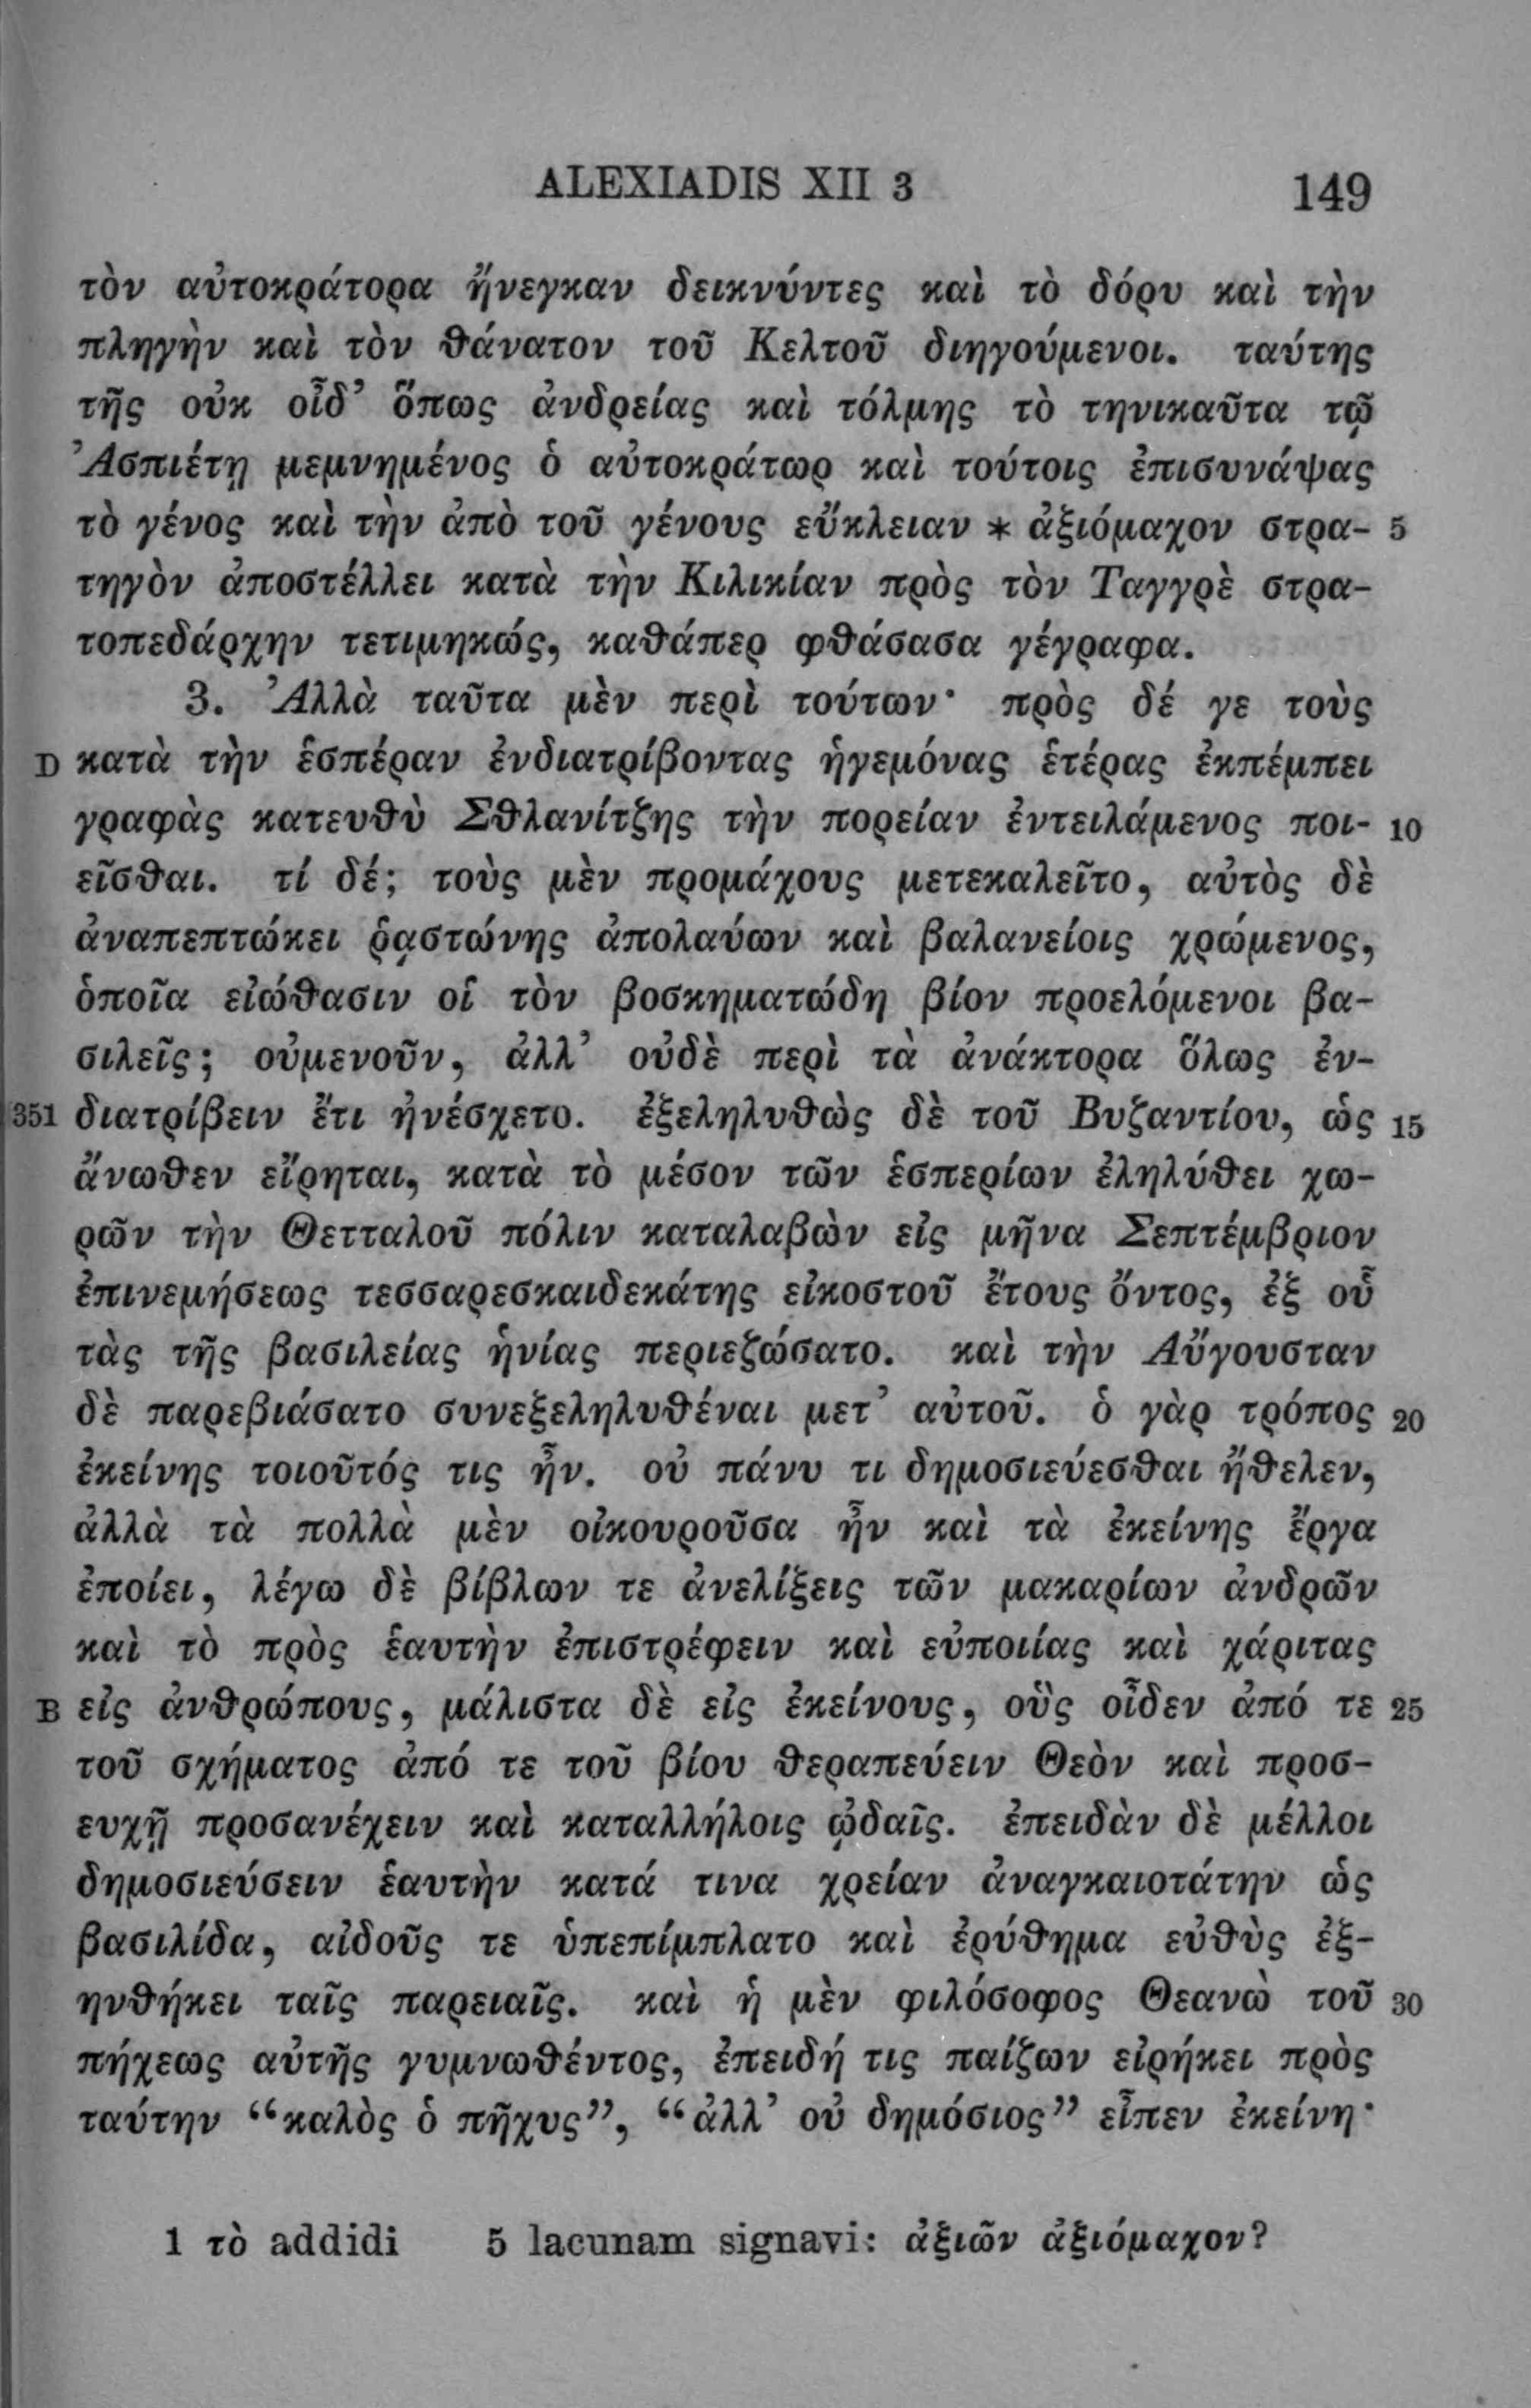 ALEXIADIS XII 3 149
τὸν αὐτοκράτορα ἤνεγκαν δεικνύντες καὶ τὸ δόρυ καὶ τὴν
πληγὴν καὶ τὸν θάνατον τοῦ Κελτοῦ διηγούμενοι. ταύτης
τῆς οὐκ οἶδ’ ὅπως ἀνδρείας καὶ τόλμης τὸ τηνικαῦτα τῷ
Ἀσπιέτῃ μεμνημένος ὁ αὐτοκράτωρ καὶ τούτοις ἐπισυνάψας
τὸ γένος καὶ τὴν ἀπὸ τοῦ γένους εὔκλειαν * ἀξιόμαχον στρα- 5
τηγὸν ἀποστέλλει κατὰ τὴν Κιλικίαν πρὸς τὸν Ταγγρὲ στρα-
τοπεδάρχην τετιμηκώς, καθάπερ φθάσασα γέγραφα.
3. Ἀλλὰ ταῦτα μὲν περὶ τούτων· πρὸς δέ γε τοὺς
D κατὰ τὴν ἑσπέραν ἐνδιατρίβοντας ἡγεμόνας ἑτέρας ἐκπέμπει
γραφὰς κατευθὺ Σθλανίτζης τὴν πορείαν ἐντειλάμενος ποι- 10
εῖσθαι. τί δέ; τοὺς μὲν προμάχους μετεκαλεῖτο, αὐτὸς δὲ
ἀναπεπτώκει ῥᾳστώνης ἀπολαύων καὶ βαλανείοις χρώμενος,
ὁποῖα εἰώθασιν οἱ τὸν βοσκηματώδη βίον προελόμενοι βα-
σιλεῖς; οὐμενοῦν, ἀλλ’ οὐδὲ περὶ τὰ ἀνάκτορα ὅλως ἐν-
351 διατρίβειν ἔτι ἠνέσχετο. ἐξεληλυθὼς δὲ τοῦ Βυζαντίου, ὡς 15
ἄνωθεν εἴρηται, κατὰ τὸ μέσον τῶν ἑσπερίων ἐληλύθει χω-
ρῶν τὴν Θετταλοῦ πόλιν καταλαβὼν εἰς μῆνα Σεπτέμβριον
ἐπινεμήσεως τεσσαρεσκαιδεκάτης εἰκοστοῦ ἔτους ὄντος, ἐξ οὗ
τὰς τῆς βασιλείας ἡνίας περιεζώσατο. καὶ τὴν Αὔγουσταν
δὲ παρεβιάσατο συνεξεληλυθέναι μετ’ αὐτοῦ. ὁ γὰρ τρόπος 20
ἐκείνης τοιοῦτός τις ἦν. οὐ πάνυ τι δημοσιεύεσθαι ἤθελεν,
ἀλλὰ τὰ πολλὰ μὲν οἰκουροῦσα ἦν καὶ τὰ ἐκείνης ἔργα
ἐποίει, λέγω δὲ βίβλων τε ἀνελίξεις τῶν μακαρίων ἀνδρῶν
καὶ τὸ πρὸς ἑαυτὴν ἐπιστρέφειν καὶ εὐποιίας καὶ χάριτας
B εἰς ἀνθρώπους, μάλιστα δὲ εἰς ἐκείνους, οὓς οἶδεν ἀπό τε 25
τοῦ σχήματος ἀπό τε τοῦ βίου θεραπεύειν Θεὸν καὶ προσ-
ευχῇ προσανέχειν καὶ καταλλήλοις ᾠδαῖς. ἐπειδὰν δὲ μέλλοι
δημοσιεύσειν ἑαυτὴν κατά τινα χρείαν ἀναγκαιοτάτην ὡς
βασιλίδα, αἰδοῦς τε ὑπεπίμπλατο καὶ ἐρύθημα εὐθὺς ἐξ-
ηνθήκει ταῖς παρειαῖς. καὶ ἡ μὲν φιλόσοφος Θεανὼ τοῦ 30
πήχεως αὐτῆς γυμνωθέντος, ἐπειδή τις παίζων εἰρήκει πρὸς
ταύτην “καλὸς ὁ πῆχυς”, “ἀλλ’ οὐ δημόσιος” εἶπεν ἐκείνη·
1 τὸ addidi 5 lacunam signavi: ἀξιῶν ἀξιόμαχον?